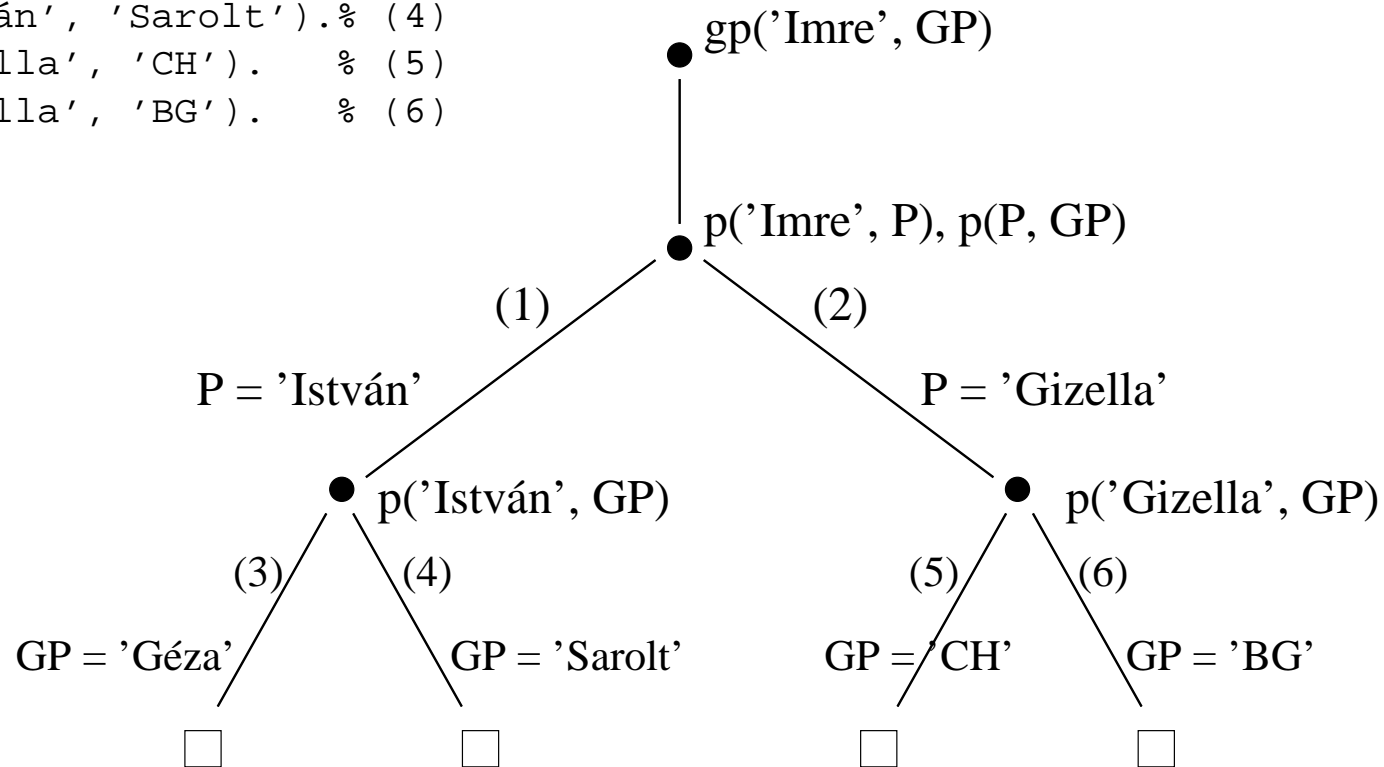 án', 'Sarolt').% (4)
lla', 'CH').   % (5)
lla', 'BG').   % (6)
gp(’Imre’, GP)
p(’Imre’, P), p(P, GP)
(1)
(2)
P = ’István’
P = ’Gizella’
p(’István’, GP)
p(’Gizella’, GP)
(3)
(4)
(5)
(6)
GP = ’Géza’
GP = ’Sarolt’
GP = ’CH’
GP = ’BG’